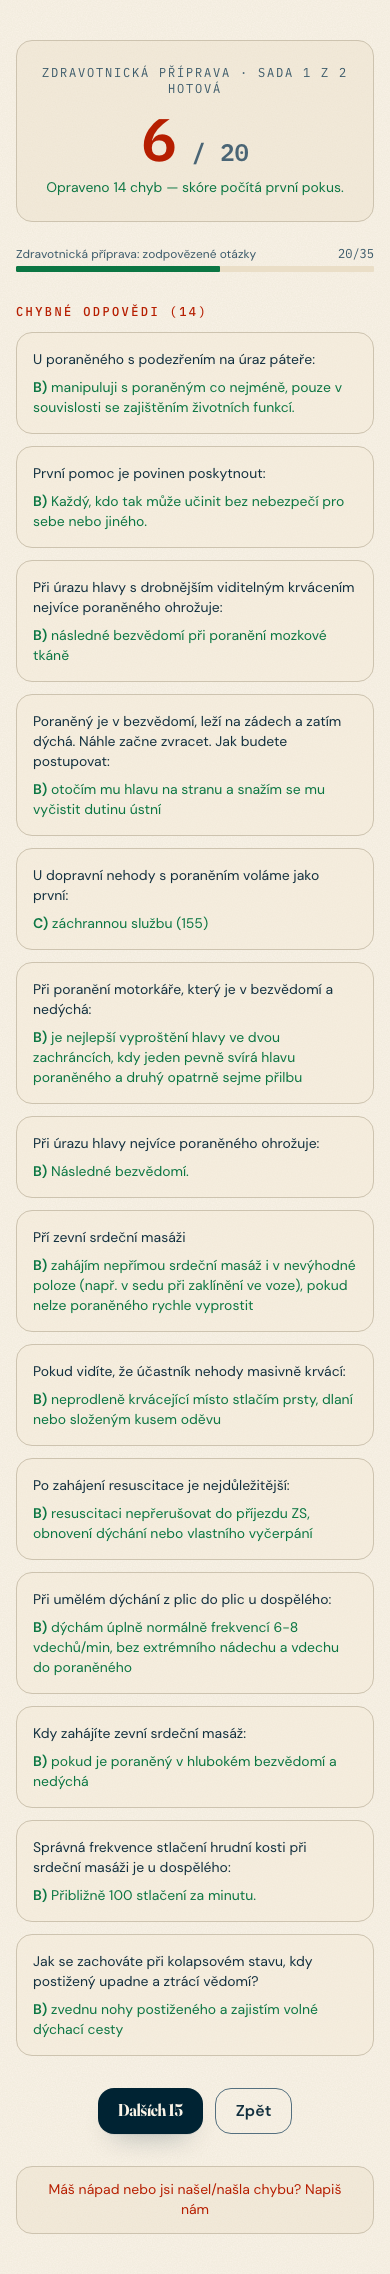 ZDRAVOTNICKÁ PŘÍPRAVA · SADA 1 Z 2
HOTOVÁ
6 / 20
Opraveno 14 chyb — skóre počítá první pokus.
Zdravotnická příprava: zodpovězené otázky 20/35
CHYBNÉ ODPOVĚDI (14)
U poraněného s podezřením na úraz páteře:
B) manipuluji s poraněným co nejméně, pouze v
souvislosti se zajištěním životních funkcí.
První pomoc je povinen poskytnout:
B) Každý, kdo tak může učinit bez nebezpečí pro
sebe nebo jiného.
Při úrazu hlavy s drobnějším viditelným krvácením
nejvíce poraněného ohrožuje:
B) následné bezvědomí při poranění mozkové
tkáně
Poraněný je v bezvědomí, leží na zádech a zatím
dýchá. Náhle začne zvracet. Jak budete
postupovat:
B) otočím mu hlavu na stranu a snažím se mu
vyčistit dutinu ústní
U dopravní nehody s poraněním voláme jako
první:
C) záchrannou službu (155)
Při poranění motorkáře, který je v bezvědomí a
nedýchá:
B) je nejlepší vyproštění hlavy ve dvou
zachráncích, kdy jeden pevně svírá hlavu
poraněného a druhý opatrně sejme přilbu
Při úrazu hlavy nejvíce poraněného ohrožuje:
B) Následné bezvědomí.
Pří zevní srdeční masáži
B) zahájím nepřímou srdeční masáž i v nevýhodné
poloze (např. v sedu při zaklínění ve voze), pokud
nelze poraněného rychle vyprostit
Pokud vidíte, že účastník nehody masivně krvácí:
B) neprodleně krvácející místo stlačím prsty, dlaní
nebo složeným kusem oděvu
Po zahájení resuscitace je nejdůležitější:
B) resuscitaci nepřerušovat do příjezdu ZS,
obnovení dýchání nebo vlastního vyčerpání
Při umělém dýchání z plic do plic u dospělého:
B) dýchám úplně normálně frekvencí 6-8
vdechů/min, bez extrémního nádechu a vdechu
do poraněného
Kdy zahájíte zevní srdeční masáž:
B) pokud je poraněný v hlubokém bezvědomí a
nedýchá
Správná frekvence stlačení hrudní kosti při
srdeční masáži je u dospělého:
B) Přibližně 100 stlačení za minutu.
Jak se zachováte při kolapsovém stavu, kdy
postižený upadne a ztrácí vědomí?
B) zvednu nohy postiženého a zajistím volné
dýchací cesty
Dalších 15 Zpět
Máš nápad nebo jsi našel/našla chybu? Napiš
nám